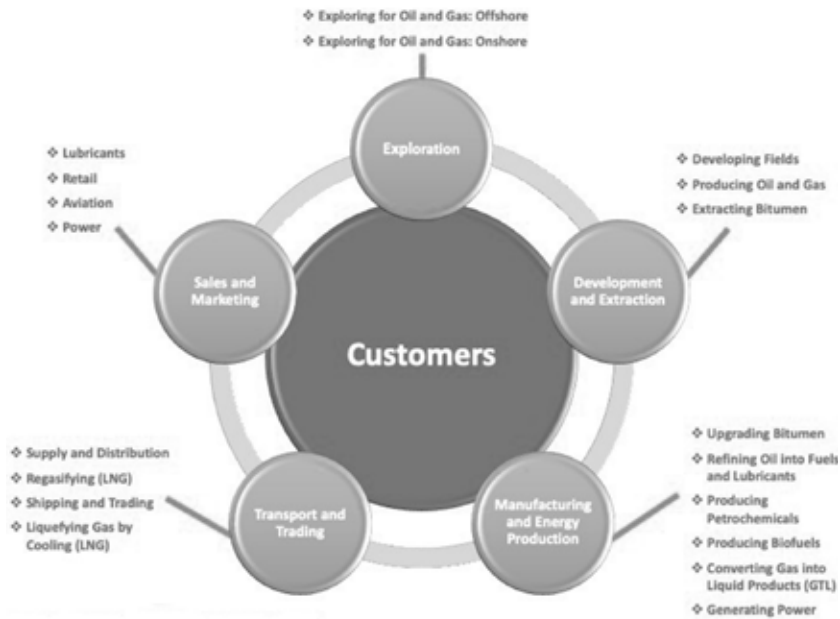 ❖ Exploring for Oil and Gas: Offshore
❖ Exploring for Oil and Gas: Onshore
Exploration
❖ Lubricants
❖ Retail
❖ Aviation
❖ Power
❖ Developing Fields
❖ Producing Oil and Gas
❖ Extracting Bitumen
Sales and
Marketing
Development
and Extraction
Customers
❖ Supply and Distribution
❖ Regasifying (LNG)
❖ Shipping and Trading
❖ Liquefying Gas by
Cooling (LNG)
Transport and
Trading
Manufacturing
and Energy
Production
❖ Upgrading Bitumen
❖ Refining Oil into Fuels
and Lubricants
❖ Producing
Petrochemicals
❖ Producing Biofuels
❖ Converting Gas into
Liquid Products (GTL)
❖ Generating Power